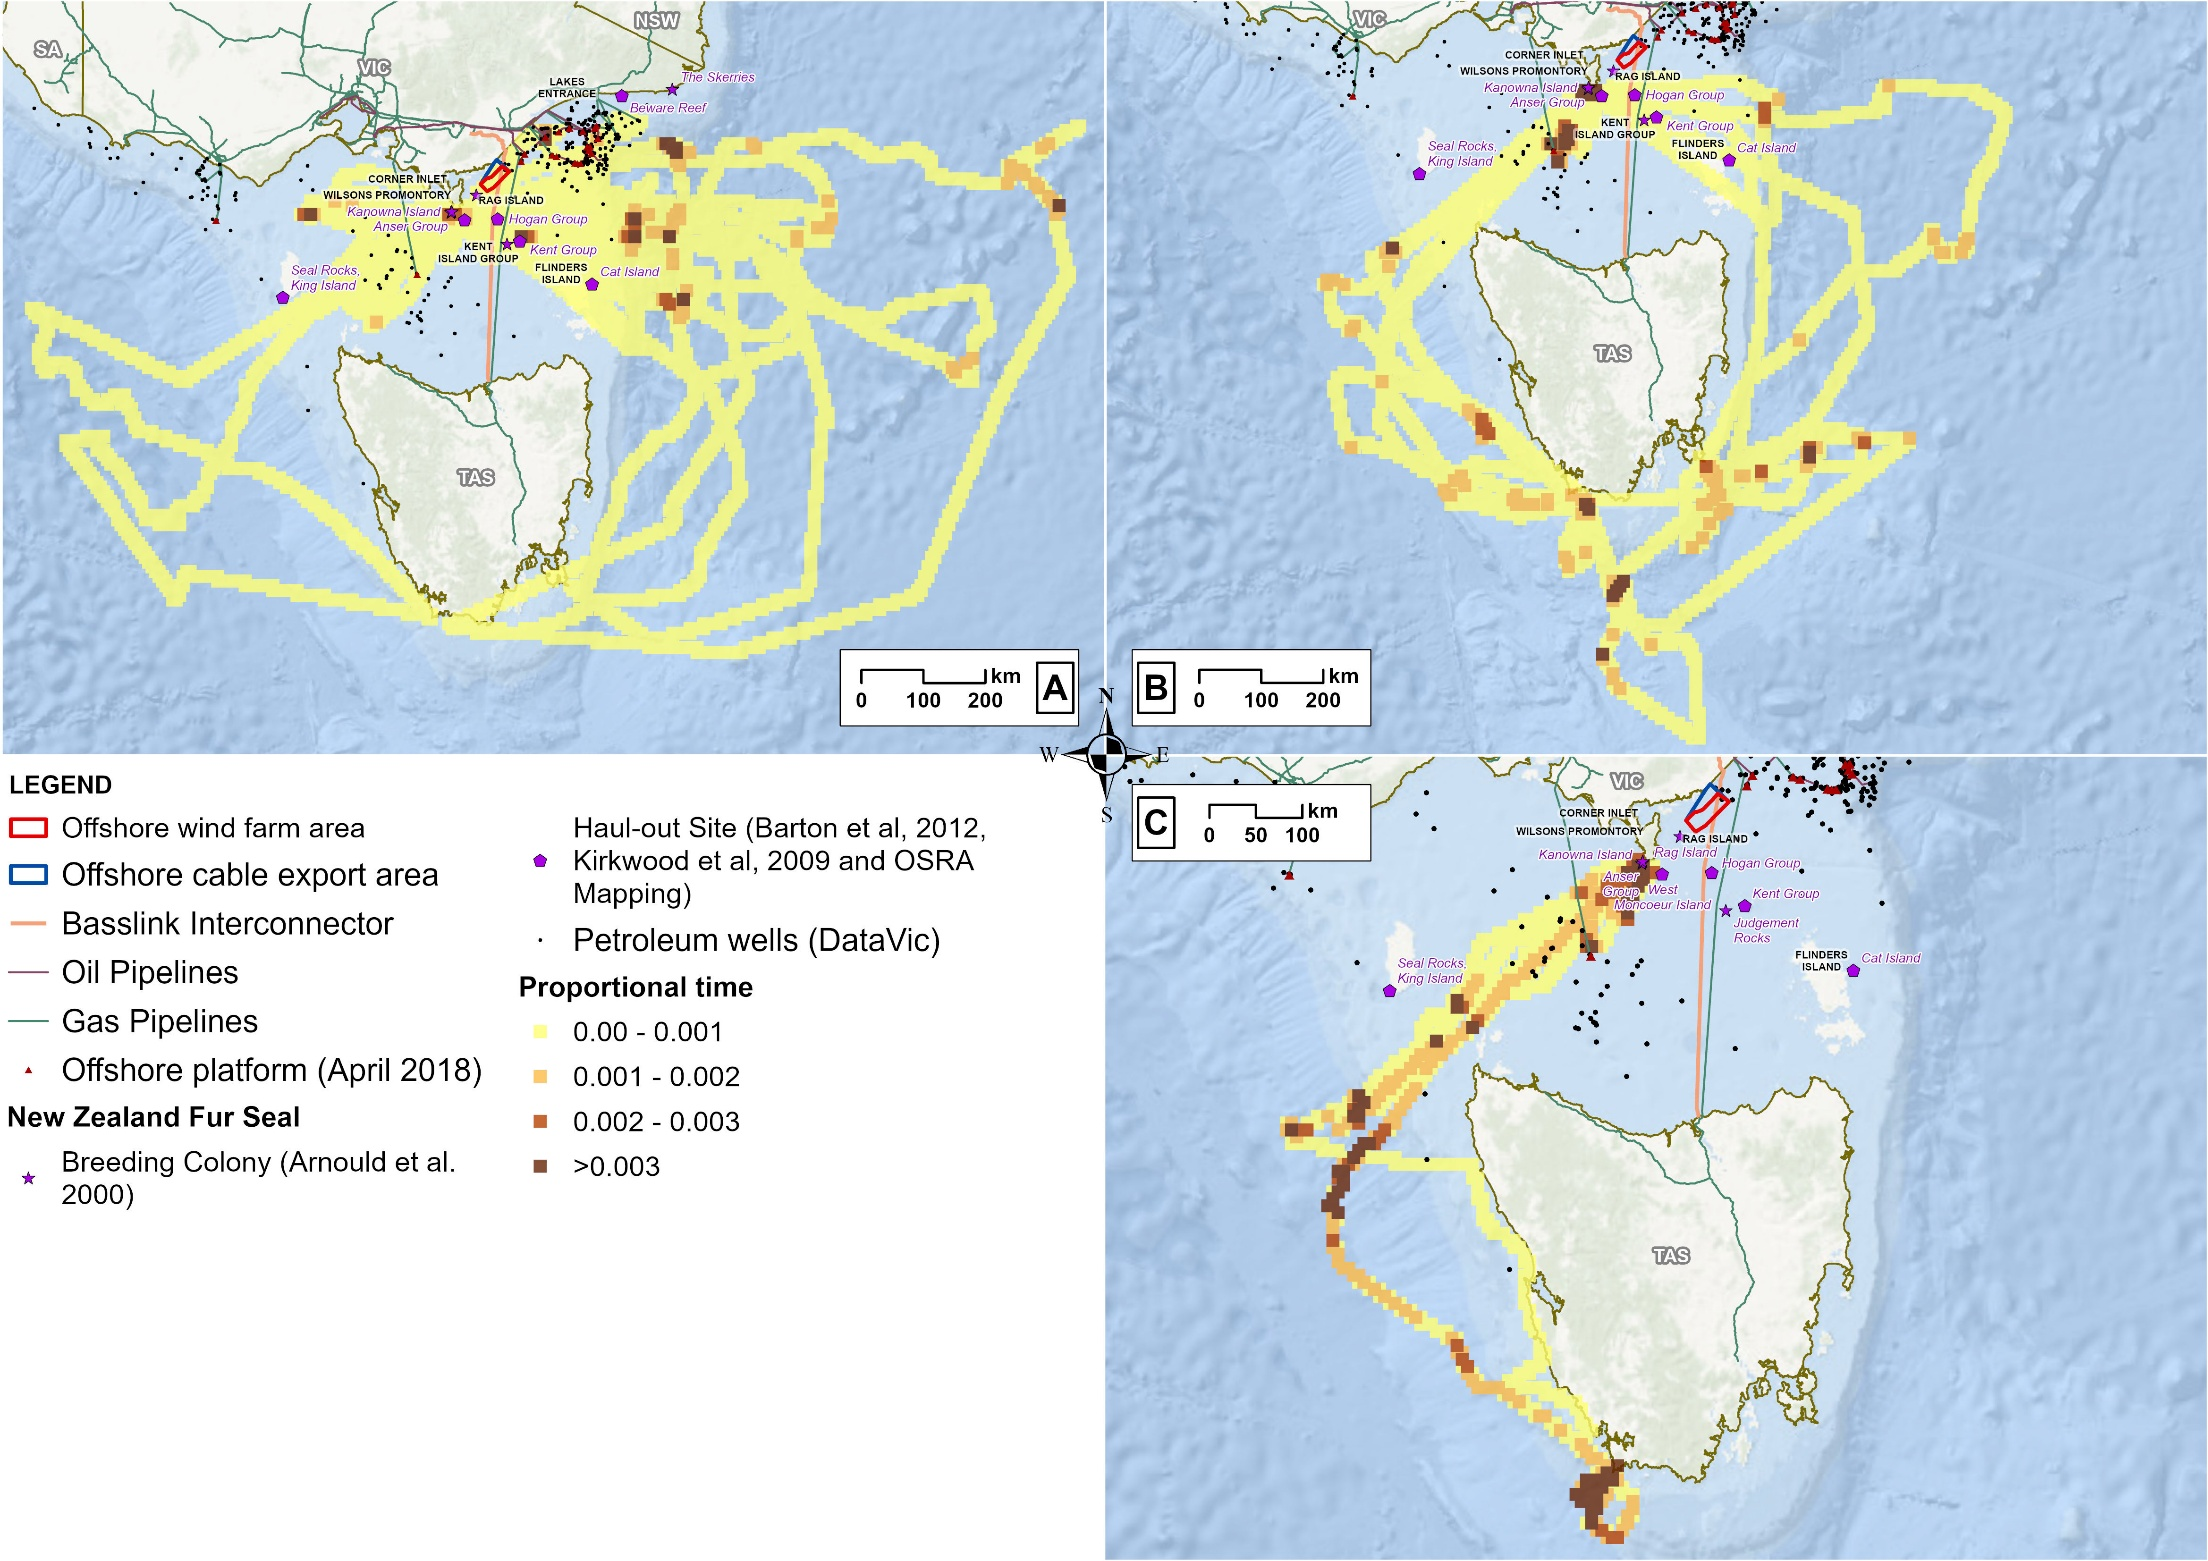 SA
VIC
NSW
The Skerries
LAKES
ENTRANCE
Beware Reef
CORNER INLET
WILSONS PROMONTORY
RAG ISLAND
Kanowna Island
Anser Group
Hogan Group
KENT
ISLAND GROUP
Kent Group
FLINDERS
ISLAND
Cat Island
Seal Rocks,
King Island
TAS
km
0 100 200
A
VIC
CORNER INLET
WILSONS PROMONTORY
RAG ISLAND
Kanowna Island
Anser Group
Hogan Group
KENT
ISLAND GROUP
Kent Group
FLINDERS
ISLAND
Cat Island
Seal Rocks,
King Island
TAS
B
km
0 100 200
N
W E
S
C
km
0 50 100
VIC
CORNER INLET
WILSONS PROMONTORY
RAG ISLAND
Kanowna Island
Rag Island
Hogan Group
Anser
Group
West
Moncoeur Island
Kent Group
Judgement
Rocks
FLINDERS
ISLAND
Cat Island
Seal Rocks,
King Island
TAS
LEGEND
Offshore wind farm area
Offshore cable export area
Basslink Interconnector
Oil Pipelines
Gas Pipelines
Offshore platform (April 2018)
New Zealand Fur Seal
Breeding Colony (Arnould et al.
2000)
Haul-out Site (Barton et al, 2012,
Kirkwood et al, 2009 and OSRA
Mapping)
Petroleum wells (DataVic)
Proportional time
0.00 - 0.001
0.001 - 0.002
0.002 - 0.003
>0.003